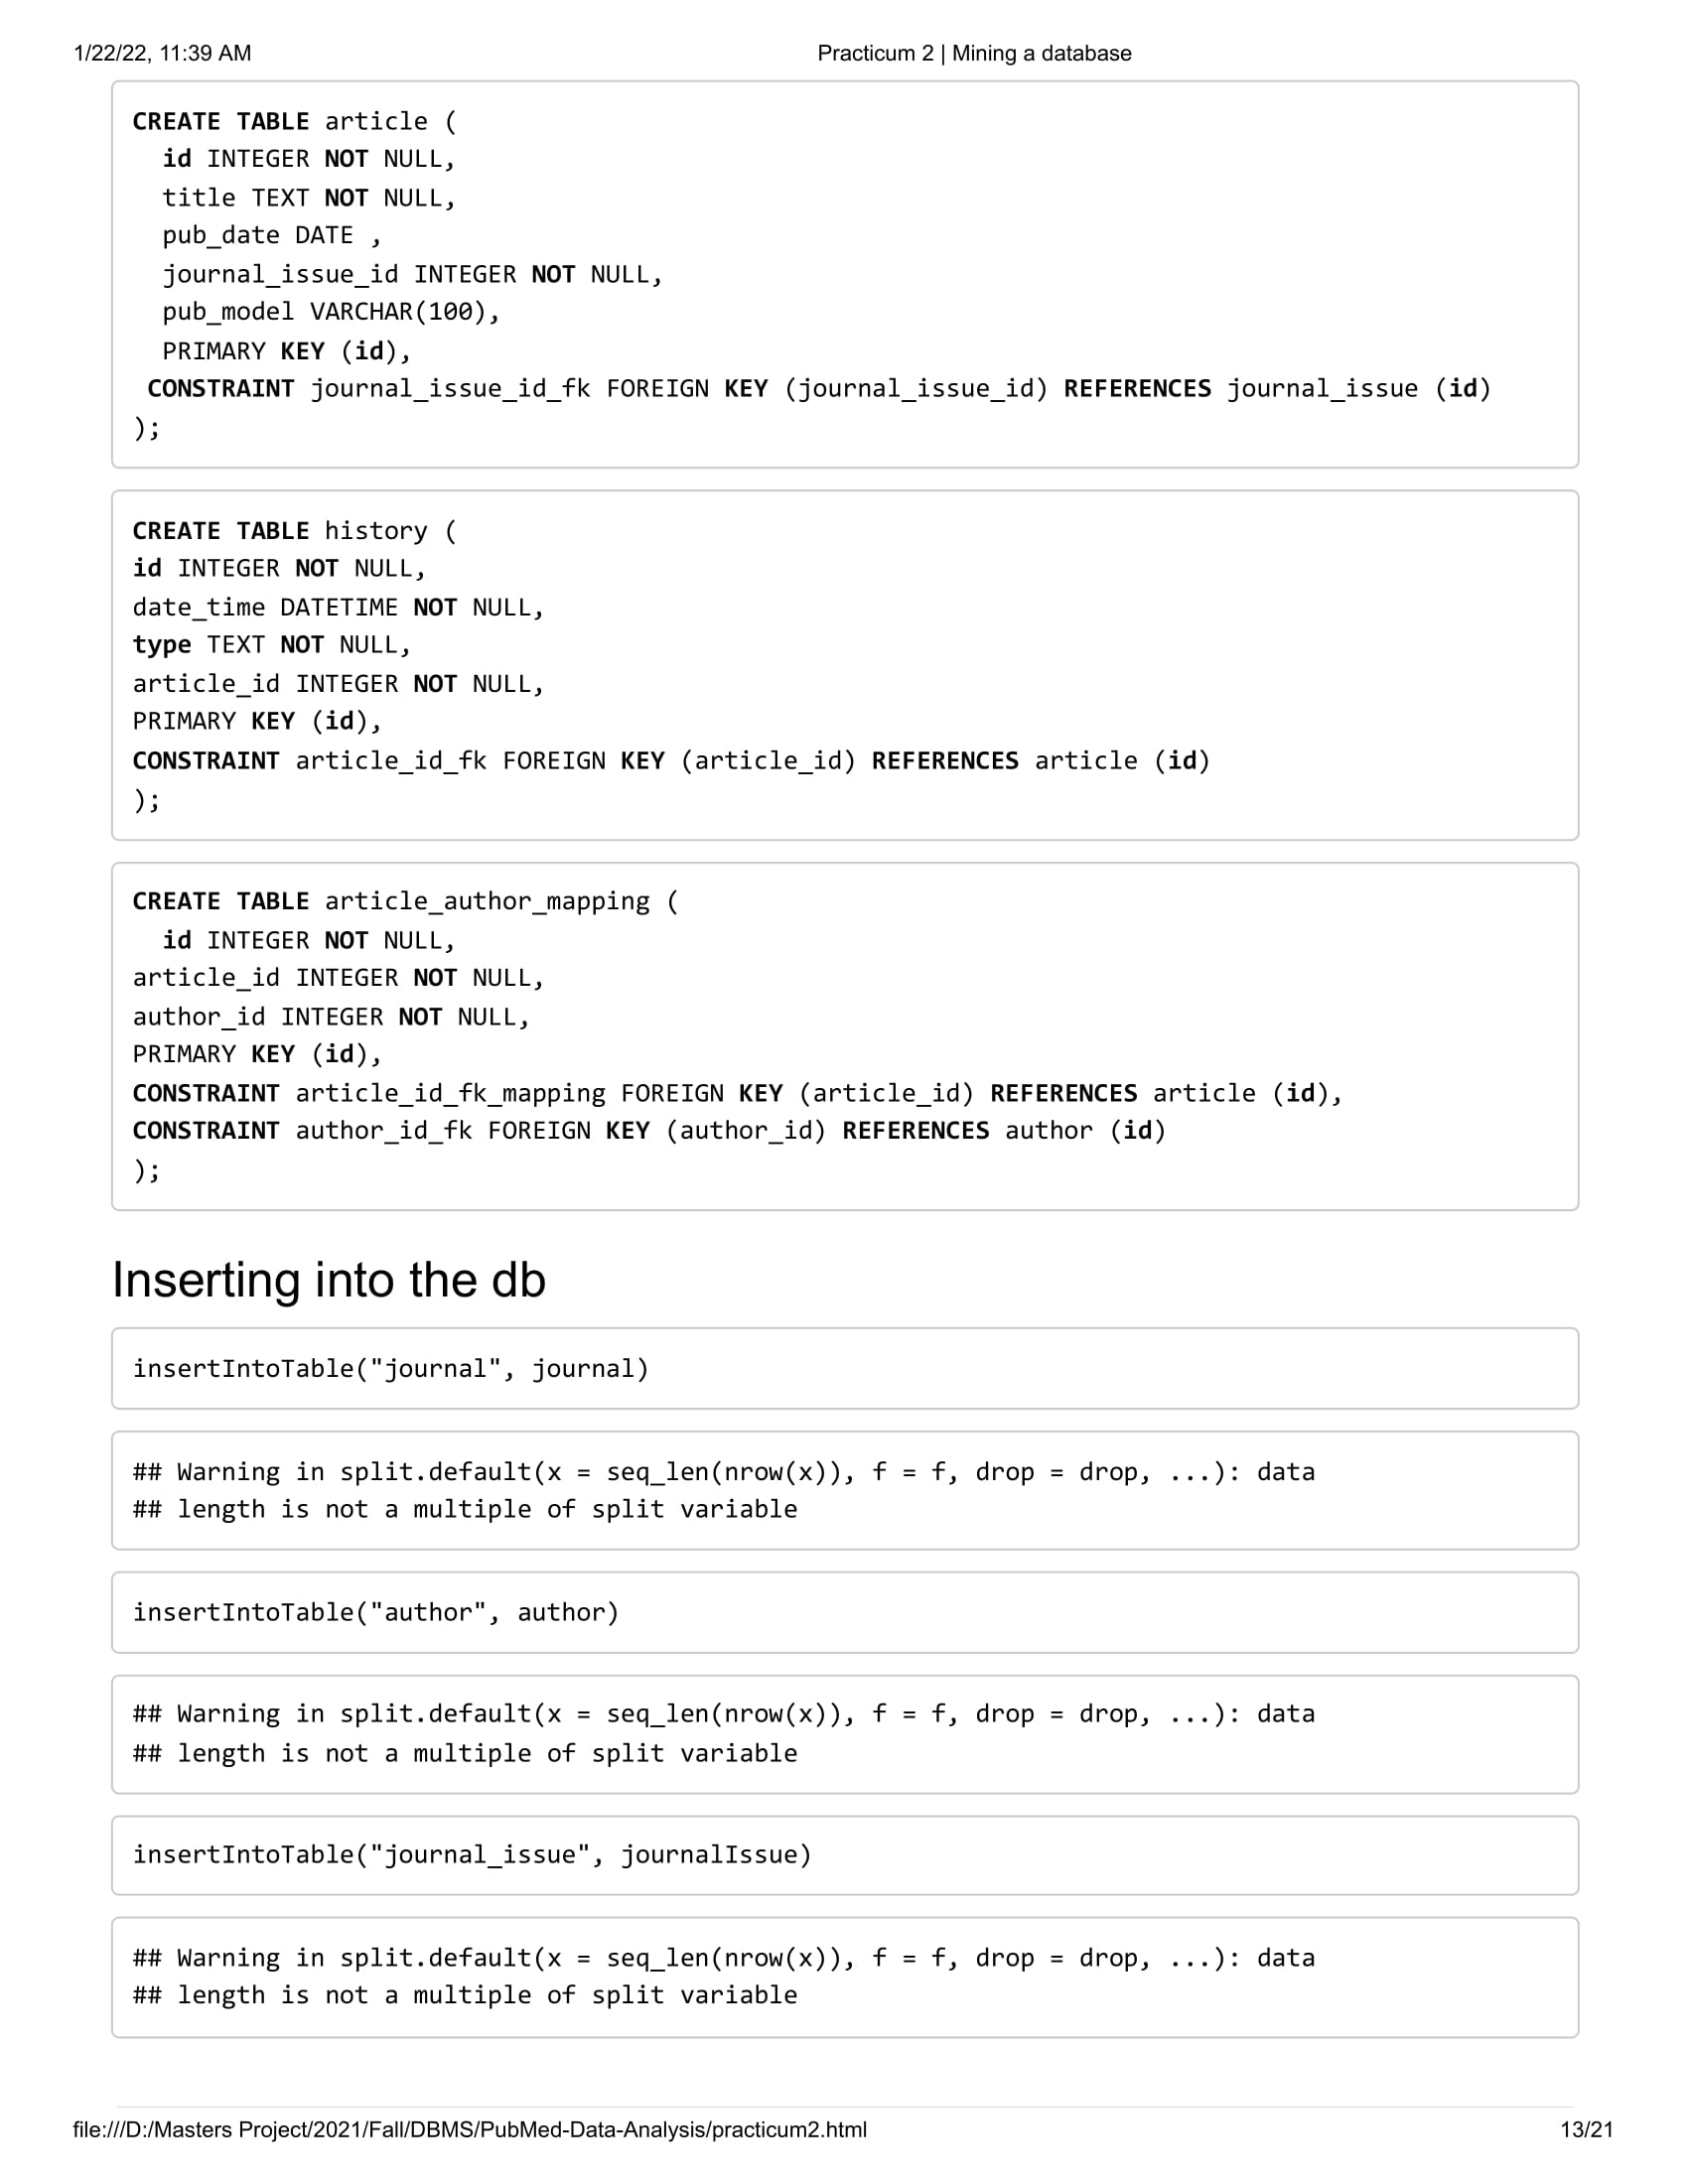 1/22/22, 11:39 AM Practicum 2 | Mining a database
CREATE TABLE article (
  id INTEGER NOT NULL,
  title TEXT NOT NULL,
  pub_date DATE ,
  journal_issue_id INTEGER NOT NULL,
  pub_model VARCHAR(100),
  PRIMARY KEY (id),
 CONSTRAINT journal_issue_id_fk FOREIGN KEY (journal_issue_id) REFERENCES journal_issue (id)
);
CREATE TABLE history (
id INTEGER NOT NULL,
date_time DATETIME NOT NULL,
type TEXT NOT NULL,
article_id INTEGER NOT NULL,
PRIMARY KEY (id),
CONSTRAINT article_id_fk FOREIGN KEY (article_id) REFERENCES article (id)
);
CREATE TABLE article_author_mapping (
  id INTEGER NOT NULL,
article_id INTEGER NOT NULL,
author_id INTEGER NOT NULL,
PRIMARY KEY (id),
CONSTRAINT article_id_fk_mapping FOREIGN KEY (article_id) REFERENCES article (id),
CONSTRAINT author_id_fk FOREIGN KEY (author_id) REFERENCES author (id)
);
Inserting into the db
insertIntoTable("journal", journal)
## Warning in split.default(x = seq_len(nrow(x)), f = f, drop = drop, ...): data
## length is not a multiple of split variable
insertIntoTable("author", author)
## Warning in split.default(x = seq_len(nrow(x)), f = f, drop = drop, ...): data
## length is not a multiple of split variable
insertIntoTable("journal_issue", journalIssue)
## Warning in split.default(x = seq_len(nrow(x)), f = f, drop = drop, ...): data
## length is not a multiple of split variable
file:///D:/Masters Project/2021/Fall/DBMS/PubMed-Data-Analysis/practicum2.html 13/21